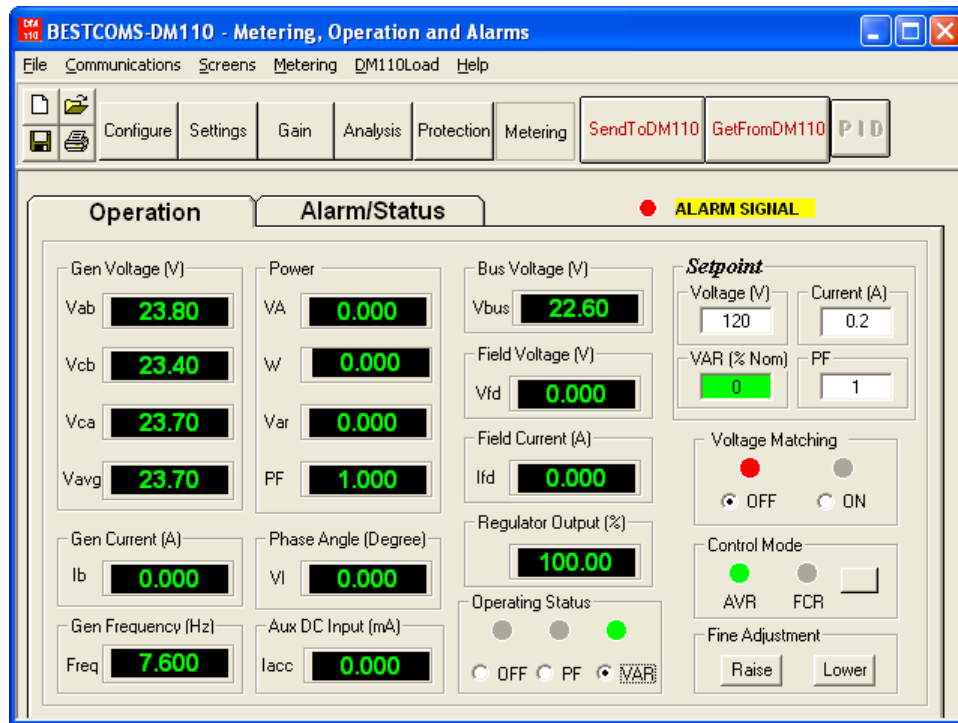 DM 110 BESTCOMS-DM110 - Metering, Operation and Alarms
File Communications Screens Metering DM110Load Help
Configure Settings Gain Analysis Protection Metering SendToDM110 GetFromDM110 PID
Operation Alarm/Status ALARM SIGNAL
Gen Voltage (V)
Vab 23.80
Vcb 23.40
Vca 23.70
Vavg 23.70
Gen Current (A)
Ib 0.000
Gen Frequency (Hz)
Freq 7.600
Power
VA 0.000
W 0.000
Var 0.000
PF 1.000
Phase Angle (Degree)
VI 0.000
Aux DC Input (mA)
Iacc 0.000
Bus Voltage (V)
Vbus 22.60
Field Voltage (V)
Vfd 0.000
Field Current (A)
Ifd 0.000
Regulator Output (%)
100.00
Operating Status
OFF PF VAR
Setpoint
Voltage (V) Current (A)
120 0.2
VAR (% Nom) PF
0 1
Voltage Matching
OFF ON
Control Mode
AVR FCR
Fine Adjustment
Raise Lower